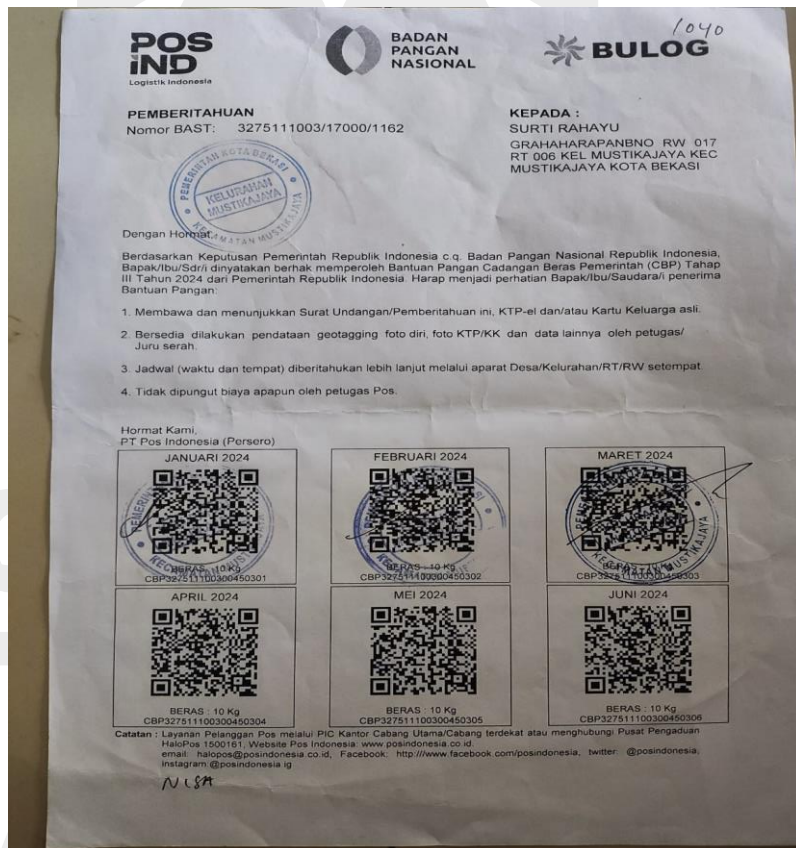 1040
POS
IND
Logistik Indonesia
BADAN
PANGAN
NASIONAL
BULOG
PEMBERITAHUAN
Nomor BAST: 3275111003/17000/1162
KEPADA :
SURTI RAHAYU
GRAHAHARAPANBNO RW 017
RT 006 KEL MUSTIKAJAYA KEC
MUSTIKAJAYA KOTA BEKASI
PEMERINTAH KOTA BEKASI
KELURAHAN
MUSTIKAJAYA
KECAMATAN
Dengan Hormat,
Berdasarkan Keputusan Pemerintah Republik Indonesia c.q. Badan Pangan Nasional Republik Indonesia,
Bapak/Ibu/Sdr/i dinyatakan berhak memperoleh Bantuan Pangan Cadangan Beras Pemerintah (CBP) Tahap
III Tahun 2024 dari Pemerintah Republik Indonesia. Harap menjadi perhatian Bapak/Ibu/Saudara/i penerima
Bantuan Pangan:
1. Membawa dan menunjukkan Surat Undangan/Pemberitahuan ini, KTP-el dan/atau Kartu Keluarga asli.
2. Bersedia dilakukan pendataan geotagging foto diri, foto KTP/KK dan data lainnya oleh petugas/
Juru serah.
3. Jadwal (waktu dan tempat) diberitahukan lebih lanjut melalui aparat Desa/Kelurahan/RT/RW setempat.
4. Tidak dipungut biaya apapun oleh petugas Pos.
Hormat Kami,
PT Pos Indonesia (Persero)
JANUARI 2024
BERAS : 10 Kg
CBP327511100300450301
FEBRUARI 2024
BERAS : 10 Kg
CBP327511100300450302
MARET 2024
CBP327511100300450303
KECAMATAN MUSTIKAJAYA
APRIL 2024
BERAS : 10 Kg
CBP327511100300450304
MEI 2024
BERAS : 10 Kg
CBP327511100300450305
JUNI 2024
BERAS : 10 Kg
CBP327511100300450306
Catatan : Layanan Pelanggan Pos melalui PIC Kantor Cabang Utama/Cabang terdekat atau menghubungi Pusat Pengaduan
HaloPos 1500161, Website Pos Indonesia: www.posindonesia.co.id.
email: halopos@posindonesia.co.id, Facebook: http://www.facebook.com/posindonesia, twitter: @posindonesia,
Instagram @posindonesia.ig
NISA